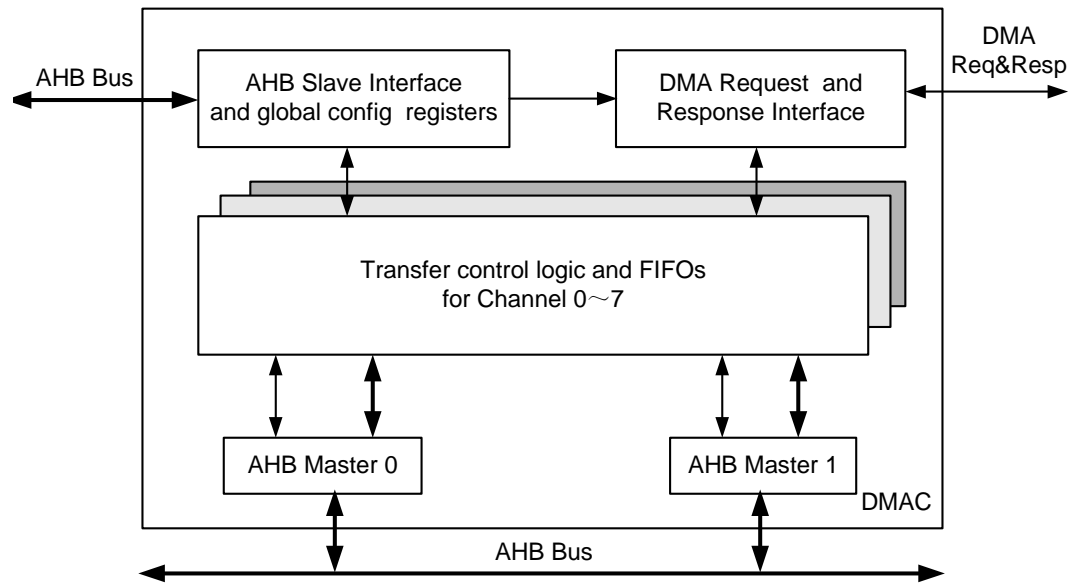 AHB Bus
AHB Slave Interface
and global config registers
DMA Request and
Response Interface
DMA
Req&Resp
Transfer control logic and FIFOs
for Channel 0～7
AHB Master 0
AHB Master 1
DMAC
AHB Bus